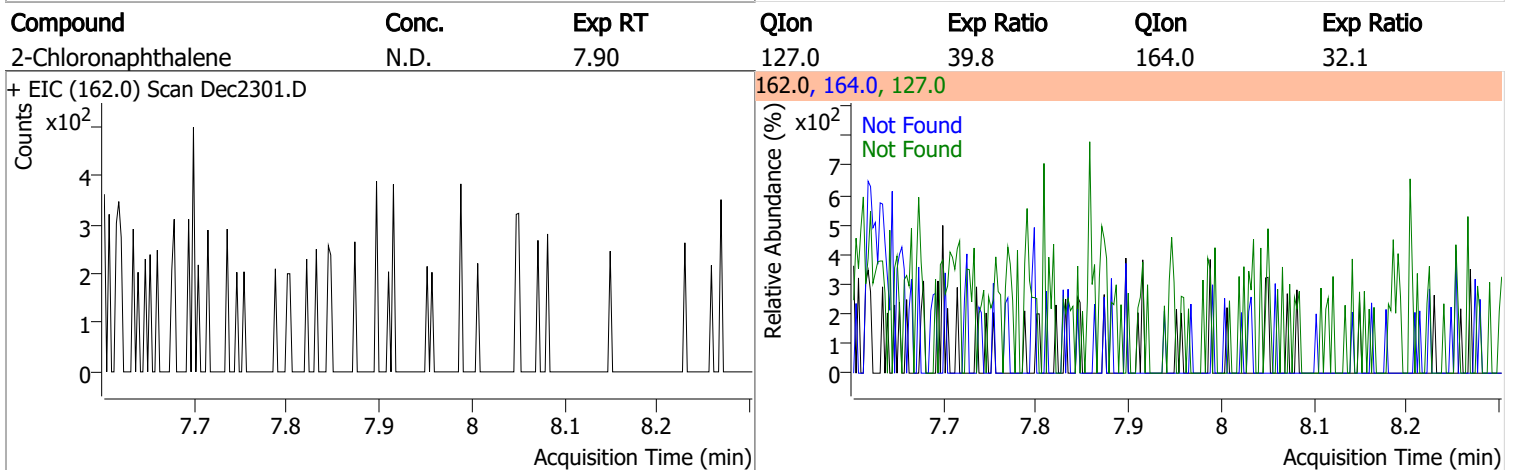 Compound Conc. Exp RT QIon Exp Ratio QIon Exp Ratio
2-Chloronaphthalene N.D. 7.90 127.0 39.8 164.0 32.1
+ EIC (162.0) Scan Dec2301.D
Counts
x10²
4
3
2
1
0
7.7 7.8 7.9 8 8.1 8.2
Acquisition Time (min)
162.0, 164.0, 127.0
Relative Abundance (%)
x10²
Not Found
Not Found
7
6
5
4
3
2
1
0
7.7 7.8 7.9 8 8.1 8.2
Acquisition Time (min)